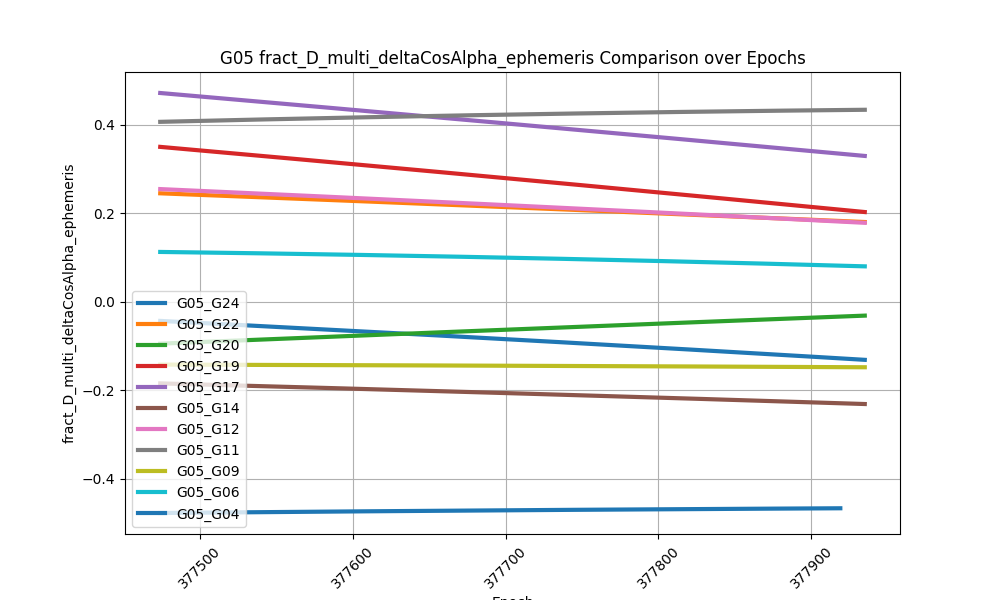 G05 fract_D_multi_deltaCosAlpha_ephemeris Comparison over Epochs
fract_D_multi_deltaCosAlpha_ephemeris
0.4
0.2
0.0
−0.2
−0.4
G05_G24
G05_G22
G05_G20
G05_G19
G05_G17
G05_G14
G05_G12
G05_G11
G05_G09
G05_G06
G05_G04
377500
377600
377700
377800
377900
Epoch